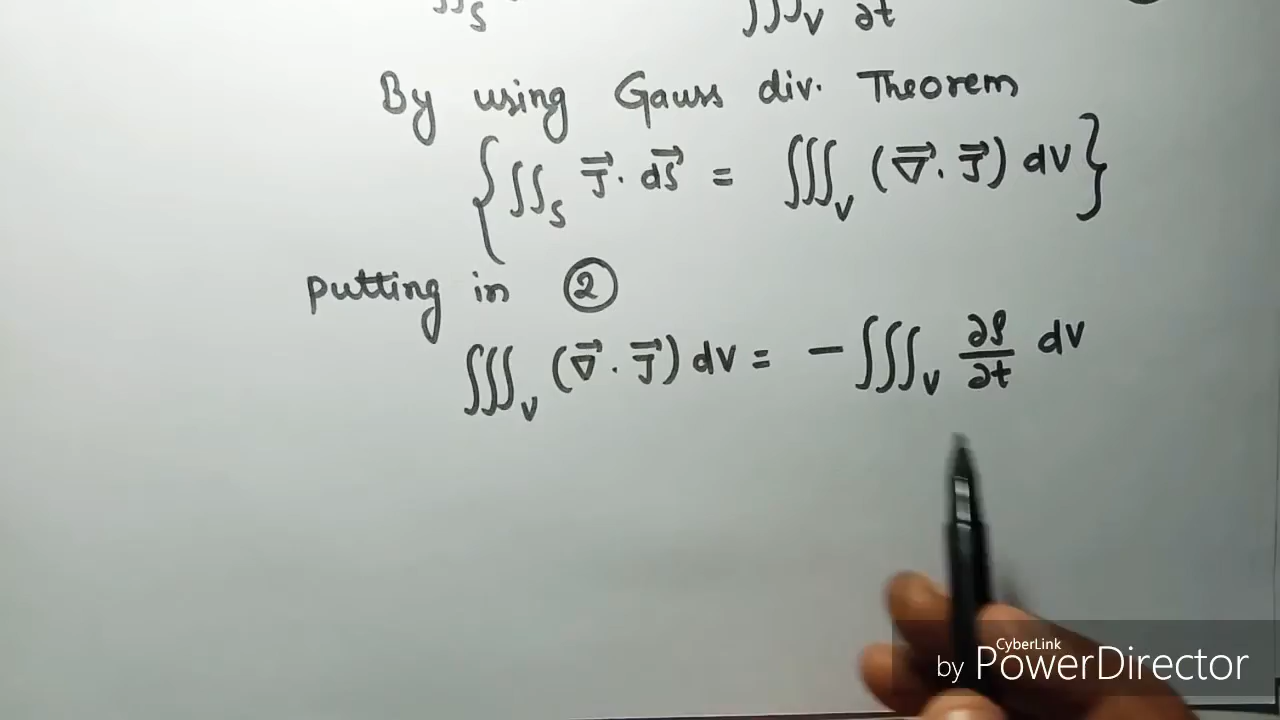 ∬S ∭V ∂t
By using Gauss div. Theorem
{∬S J⃗. dS⃗ = ∭V (∇⃗. J⃗) dV}
putting in ②
∭V (∇⃗. J⃗) dV = - ∭V ∂ρ/∂t dV
CyberLink
by PowerDirector